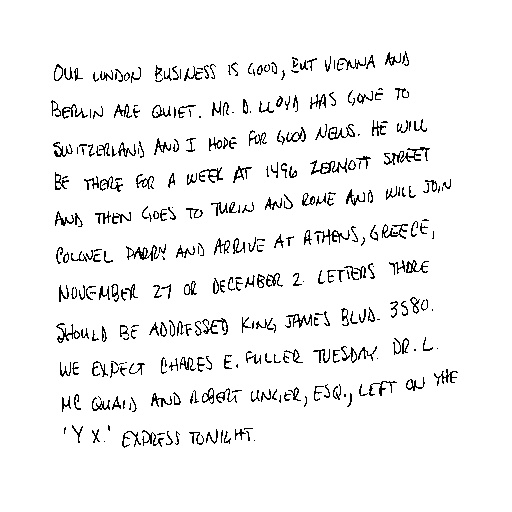 OUR LONDON BUSINESS IS GOOD, BUT VIENNA AND
BERLIN ARE QUIET. MR. D. LLOYD HAS GONE TO
SWITZERLAND AND I HOPE FOR GOOD NEWS. HE WILL
BE THERE FOR A WEEK AT 1496 ZERMOTT STREET
AND THEN GOES TO TURIN AND ROME AND WILL JOIN
COLONEL PARRY AND ARRIVE AT ATHENS, GREECE,
NOVEMBER 27 OR DECEMBER 2. LETTERS THERE
SHOULD BE ADDRESSED KING JAMES BLVD. 3580.
WE EXPECT CHARES E. FULLER TUESDAY. DR. L.
MC QUAID AND ROBERT UNGER, ESQ., LEFT ON THE
'Y X.' EXPRESS TONIGHT.